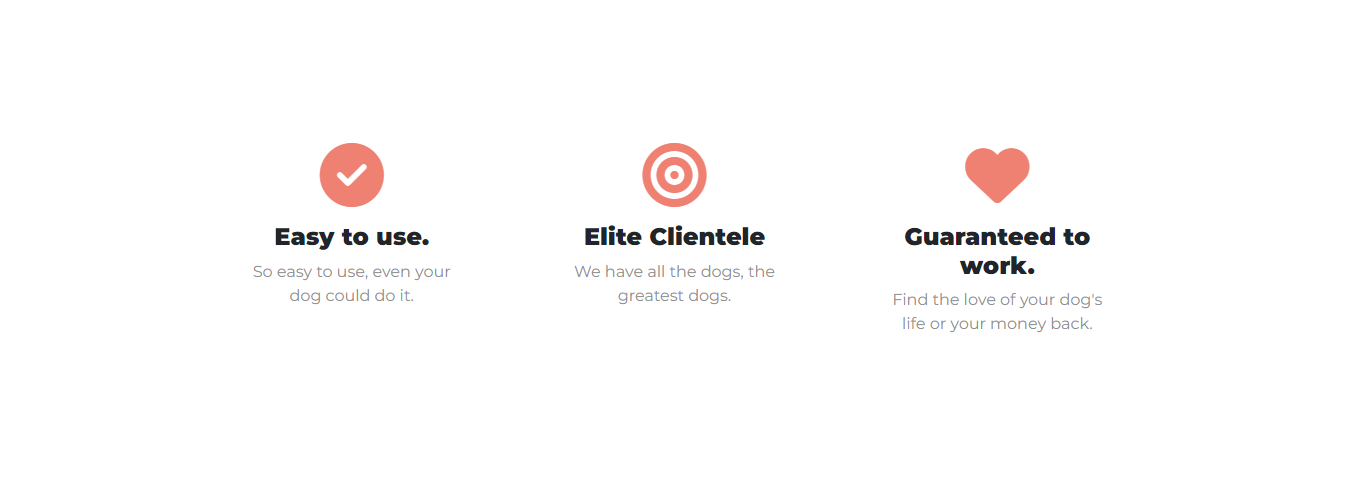 Easy to use.
So easy to use, even your
dog could do it.
Elite Clientele
We have all the dogs, the
greatest dogs.
Guaranteed to
work.
Find the love of your dog's
life or your money back.